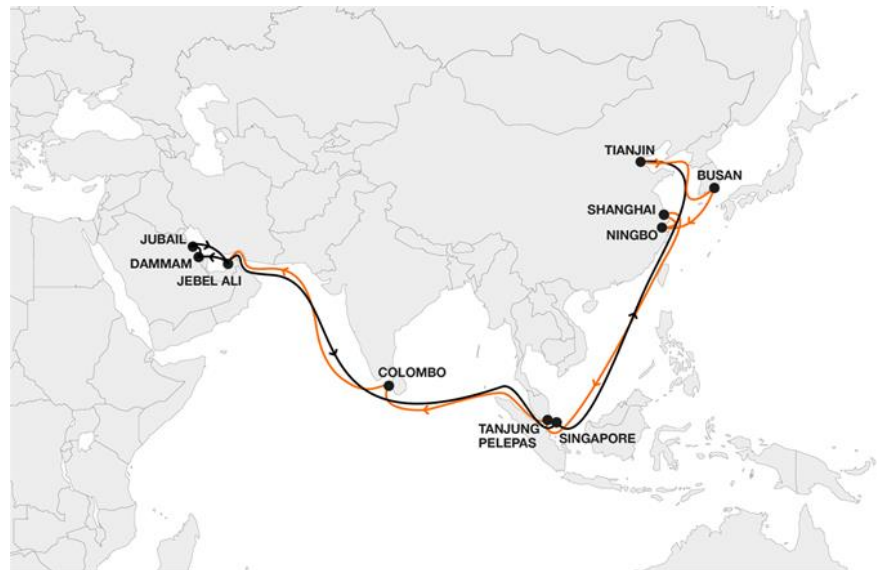 TIANJIN
BUSAN
SHANGHAI
NINGBO
JUBAIL
DAMMAM
JEBEL ALI
COLOMBO
TANJUNG
PELEPAS
SINGAPORE